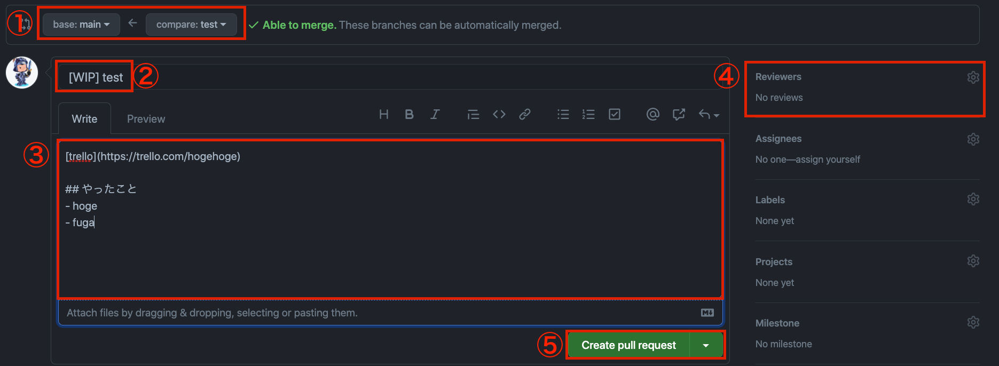 ①
base: main
compare: test
Able to merge. These branches can be automatically merged.
[WIP] test
②
Write
Preview
H B I
③
[trello](https://trello.com/hogehoge)
## やったこと
- hoge
- fuga
Attach files by dragging & dropping, selecting or pasting them.
M
⑤
Create pull request
④
Reviewers
No reviews
Assignees
No one—assign yourself
Labels
None yet
Projects
None yet
Milestone
No milestone